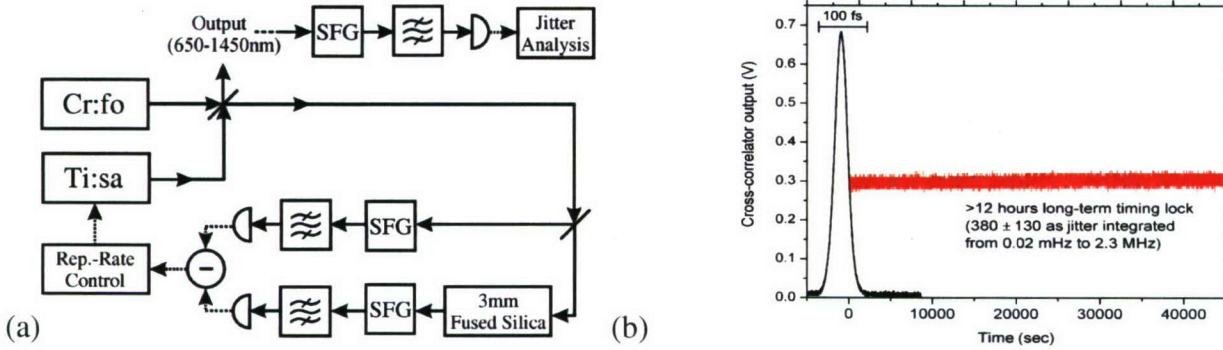 Output
(650-1450nm)
SFG
Jitter
Analysis
Cr:fo
Ti:sa
SFG
Rep.-Rate
Control
−
SFG
3mm
Fused Silica
(a)
(b)
100 fs
Cross-correlator output (V)
0.7
0.6
0.5
0.4
0.3
0.2
0.1
0.0
>12 hours long-term timing lock
(380 ± 130 as jitter integrated
from 0.02 mHz to 2.3 MHz)
0
10000
20000
30000
40000
Time (sec)